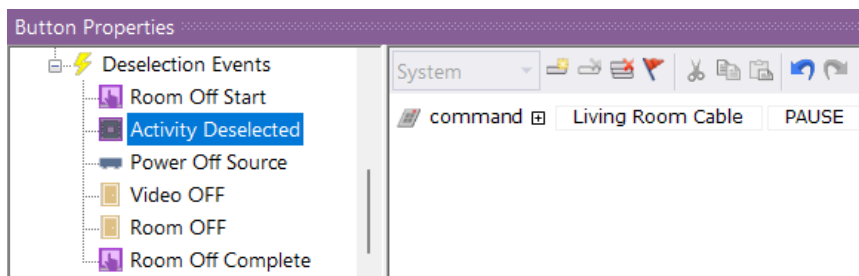 Button Properties
Deselection Events
Room Off Start
Activity Deselected
Power Off Source
Video OFF
Room OFF
Room Off Complete
System
command Living Room Cable PAUSE